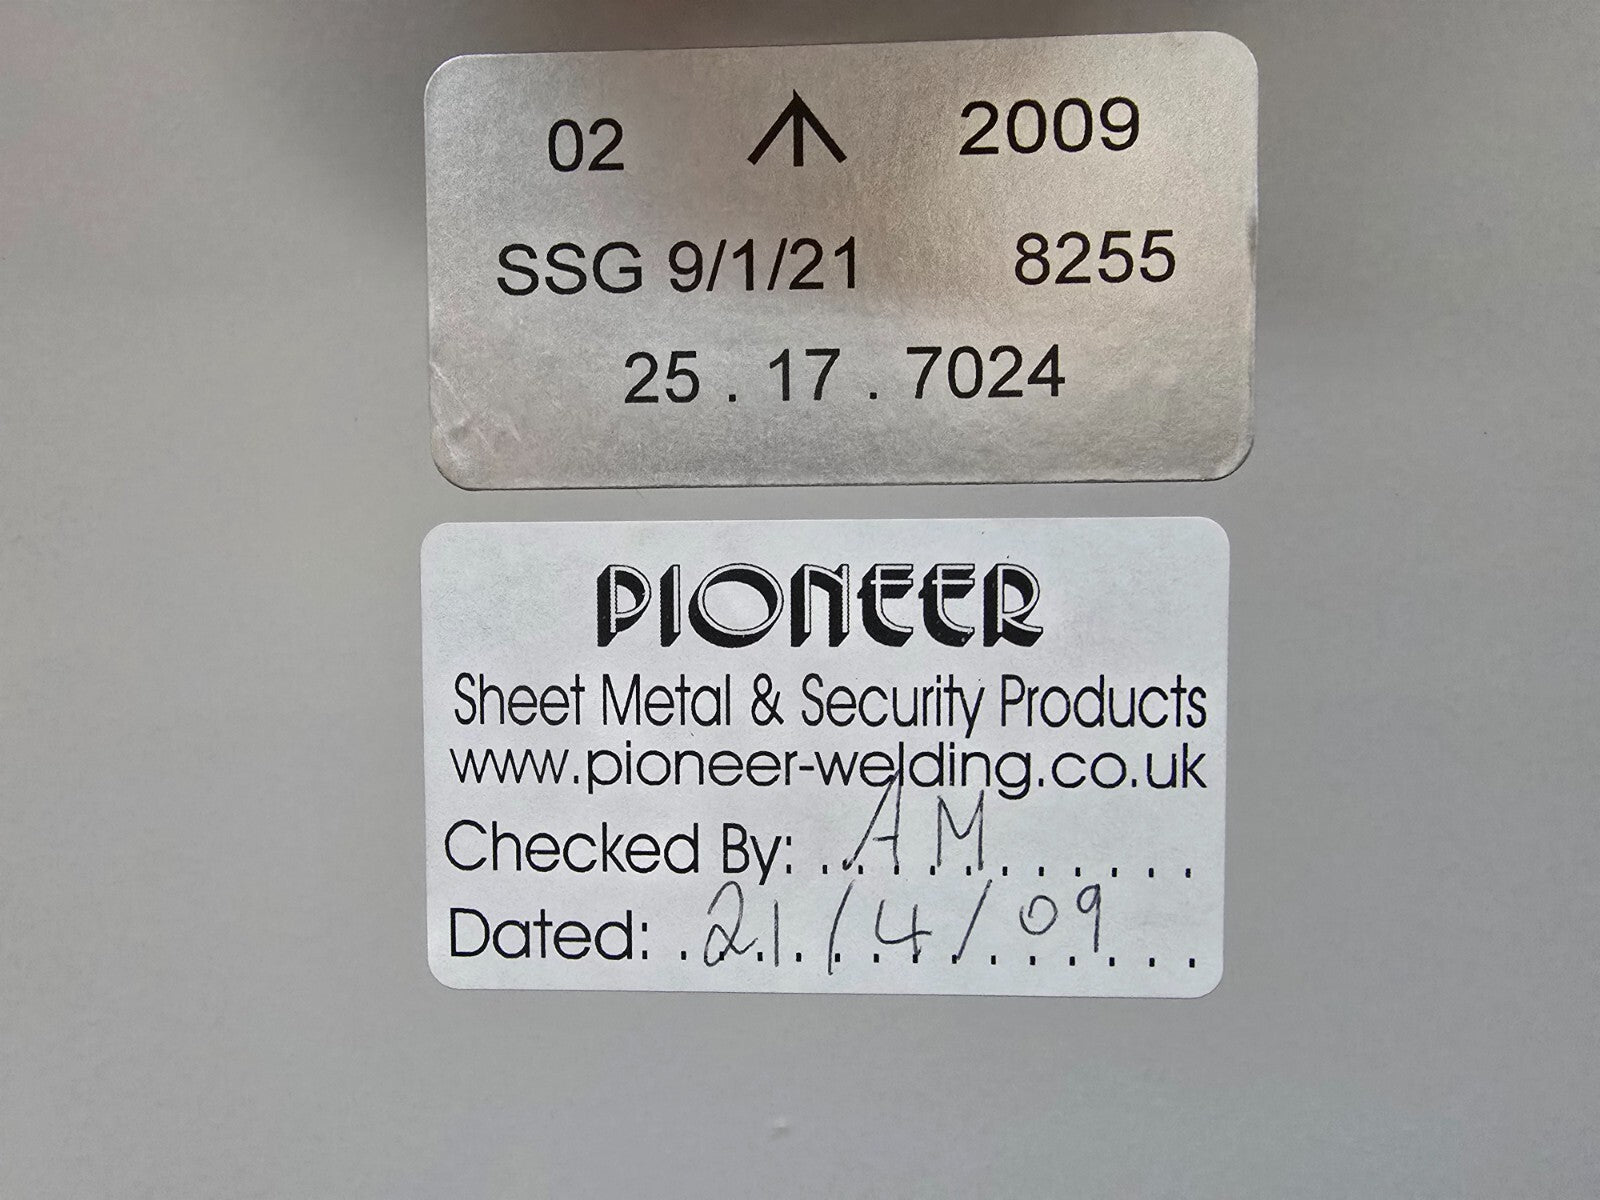 02 ↑ 2009
SSG 9/1/21 8255
25 . 17 . 7024
PIONEER
Sheet Metal & Security Products
www.pioneer-welding.co.uk
Checked By: AM
Dated: 21/4/09